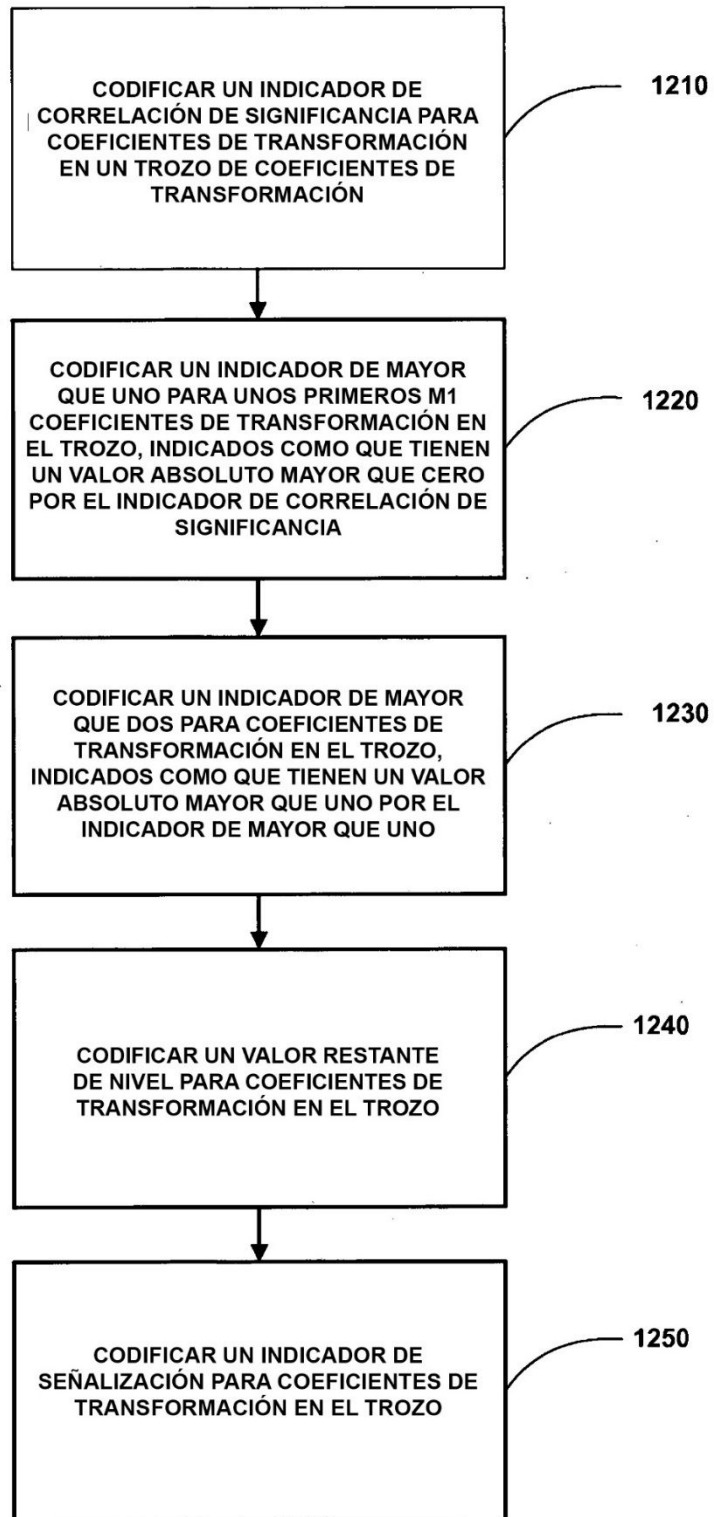 CODIFICAR UN INDICADOR DE
CORRELACIÓN DE SIGNIFICANCIA PARA
COEFICIENTES DE TRANSFORMACIÓN
EN UN TROZO DE COEFICIENTES DE
TRANSFORMACIÓN
1210
CODIFICAR UN INDICADOR DE MAYOR
QUE UNO PARA UNOS PRIMEROS M1
COEFICIENTES DE TRANSFORMACIÓN EN
EL TROZO, INDICADOS COMO QUE TIENEN
UN VALOR ABSOLUTO MAYOR QUE CERO
POR EL INDICADOR DE CORRELACIÓN DE
SIGNIFICANCIA
1220
CODIFICAR UN INDICADOR DE MAYOR
QUE DOS PARA COEFICIENTES DE
TRANSFORMACIÓN EN EL TROZO,
INDICADOS COMO QUE TIENEN UN VALOR
ABSOLUTO MAYOR QUE UNO POR EL
INDICADOR DE MAYOR QUE UNO
1230
CODIFICAR UN VALOR RESTANTE
DE NIVEL PARA COEFICIENTES DE
TRANSFORMACIÓN EN EL TROZO
1240
CODIFICAR UN INDICADOR DE
SEÑALIZACIÓN PARA COEFICIENTES DE
TRANSFORMACIÓN EN EL TROZO
1250